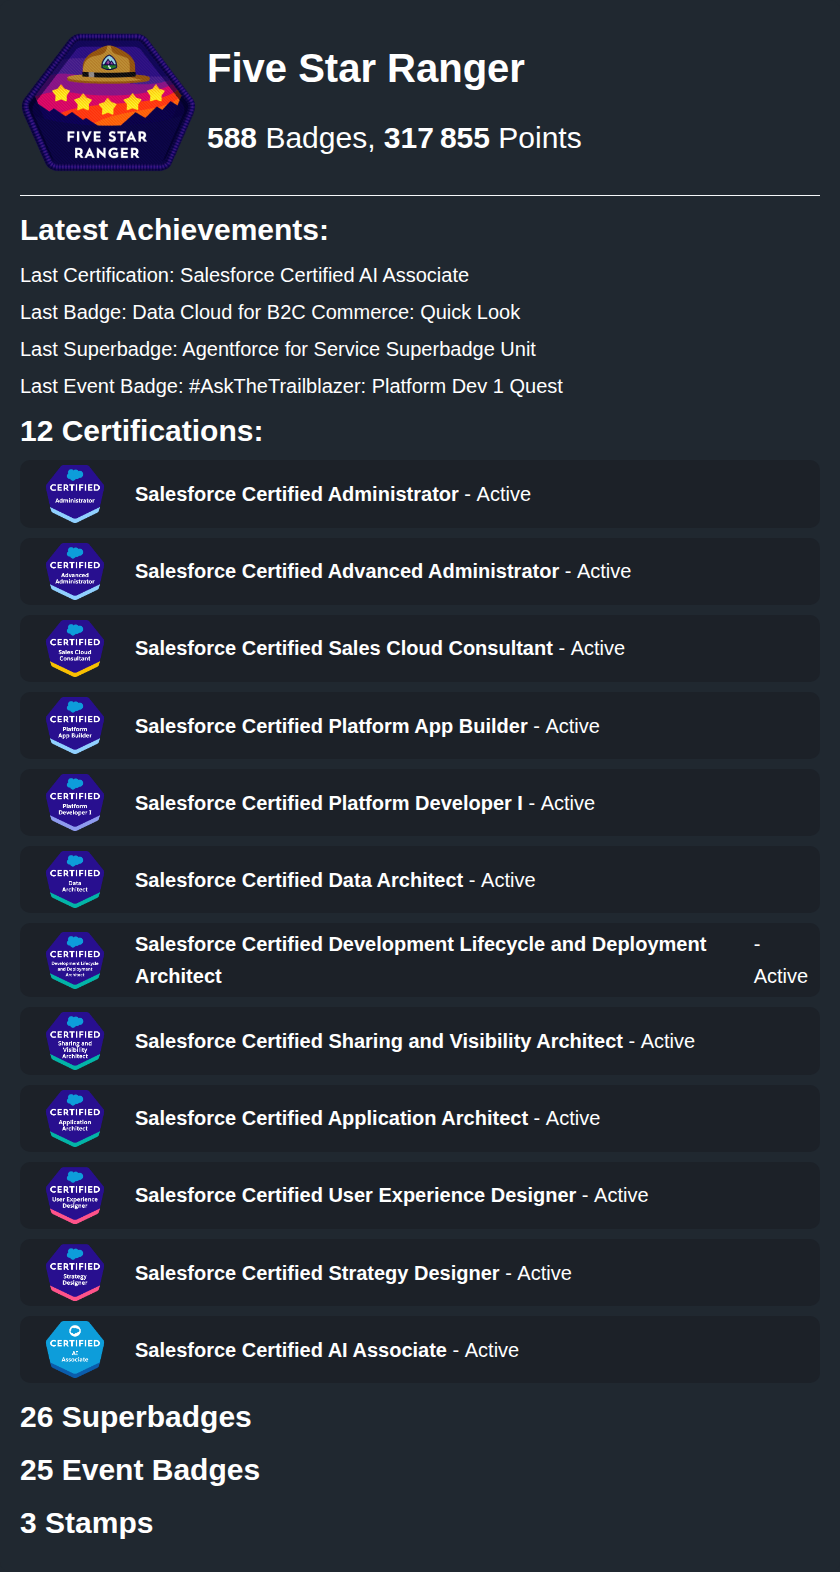 FIVE STAR
RANGER
Five Star Ranger
588 Badges, 317 855 Points
Latest Achievements:
Last Certification: Salesforce Certified AI Associate
Last Badge: Data Cloud for B2C Commerce: Quick Look
Last Superbadge: Agentforce for Service Superbadge Unit
Last Event Badge: #AskTheTrailblazer: Platform Dev 1 Quest
12 Certifications:
CERTIFIED
Administrator
Salesforce Certified Administrator - Active
CERTIFIED
Advanced
Administrator
Salesforce Certified Advanced Administrator - Active
CERTIFIED
Sales Cloud
Consultant
Salesforce Certified Sales Cloud Consultant - Active
CERTIFIED
Platform
App Builder
Salesforce Certified Platform App Builder - Active
CERTIFIED
Platform
Developer I
Salesforce Certified Platform Developer I - Active
CERTIFIED
Data
Architect
Salesforce Certified Data Architect - Active
CERTIFIED
Development Lifecycle
and Deployment
Architect
Salesforce Certified Development Lifecycle and Deployment -
Architect Active
CERTIFIED
Sharing and
Visibility
Architect
Salesforce Certified Sharing and Visibility Architect - Active
CERTIFIED
Application
Architect
Salesforce Certified Application Architect - Active
CERTIFIED
User Experience
Designer
Salesforce Certified User Experience Designer - Active
CERTIFIED
Strategy
Designer
Salesforce Certified Strategy Designer - Active
CERTIFIED
AI
Associate
Salesforce Certified AI Associate - Active
26 Superbadges
25 Event Badges
3 Stamps